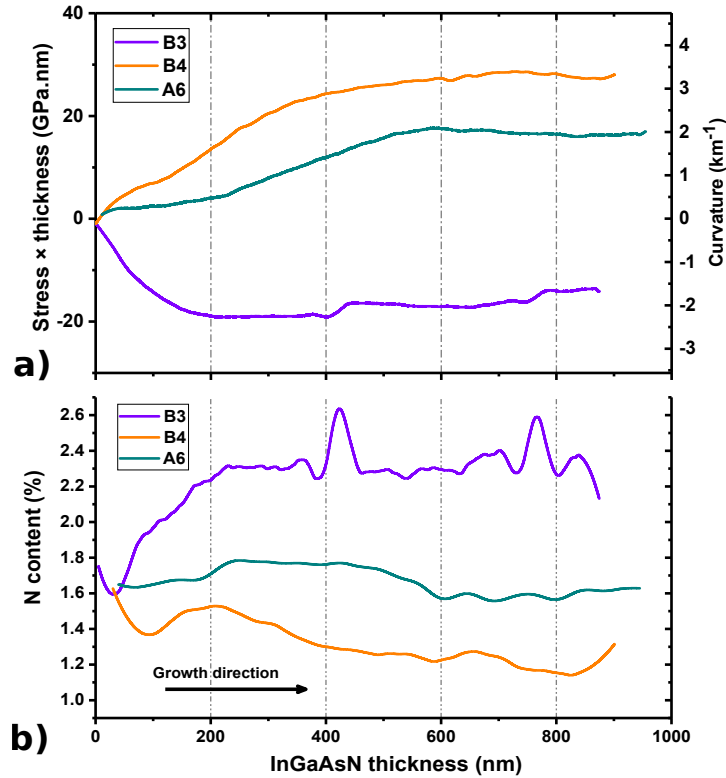 a)
Stress × thickness (GPa.nm)
40
20
0
-20
B3
B4
A6
Curvature (km⁻¹)
4
3
2
1
0
-1
-2
-3
b)
N content (%)
2.6
2.4
2.2
2.0
1.8
1.6
1.4
1.2
1.0
B3
B4
A6
Growth direction
0 200 400 600 800 1000
InGaAsN thickness (nm)